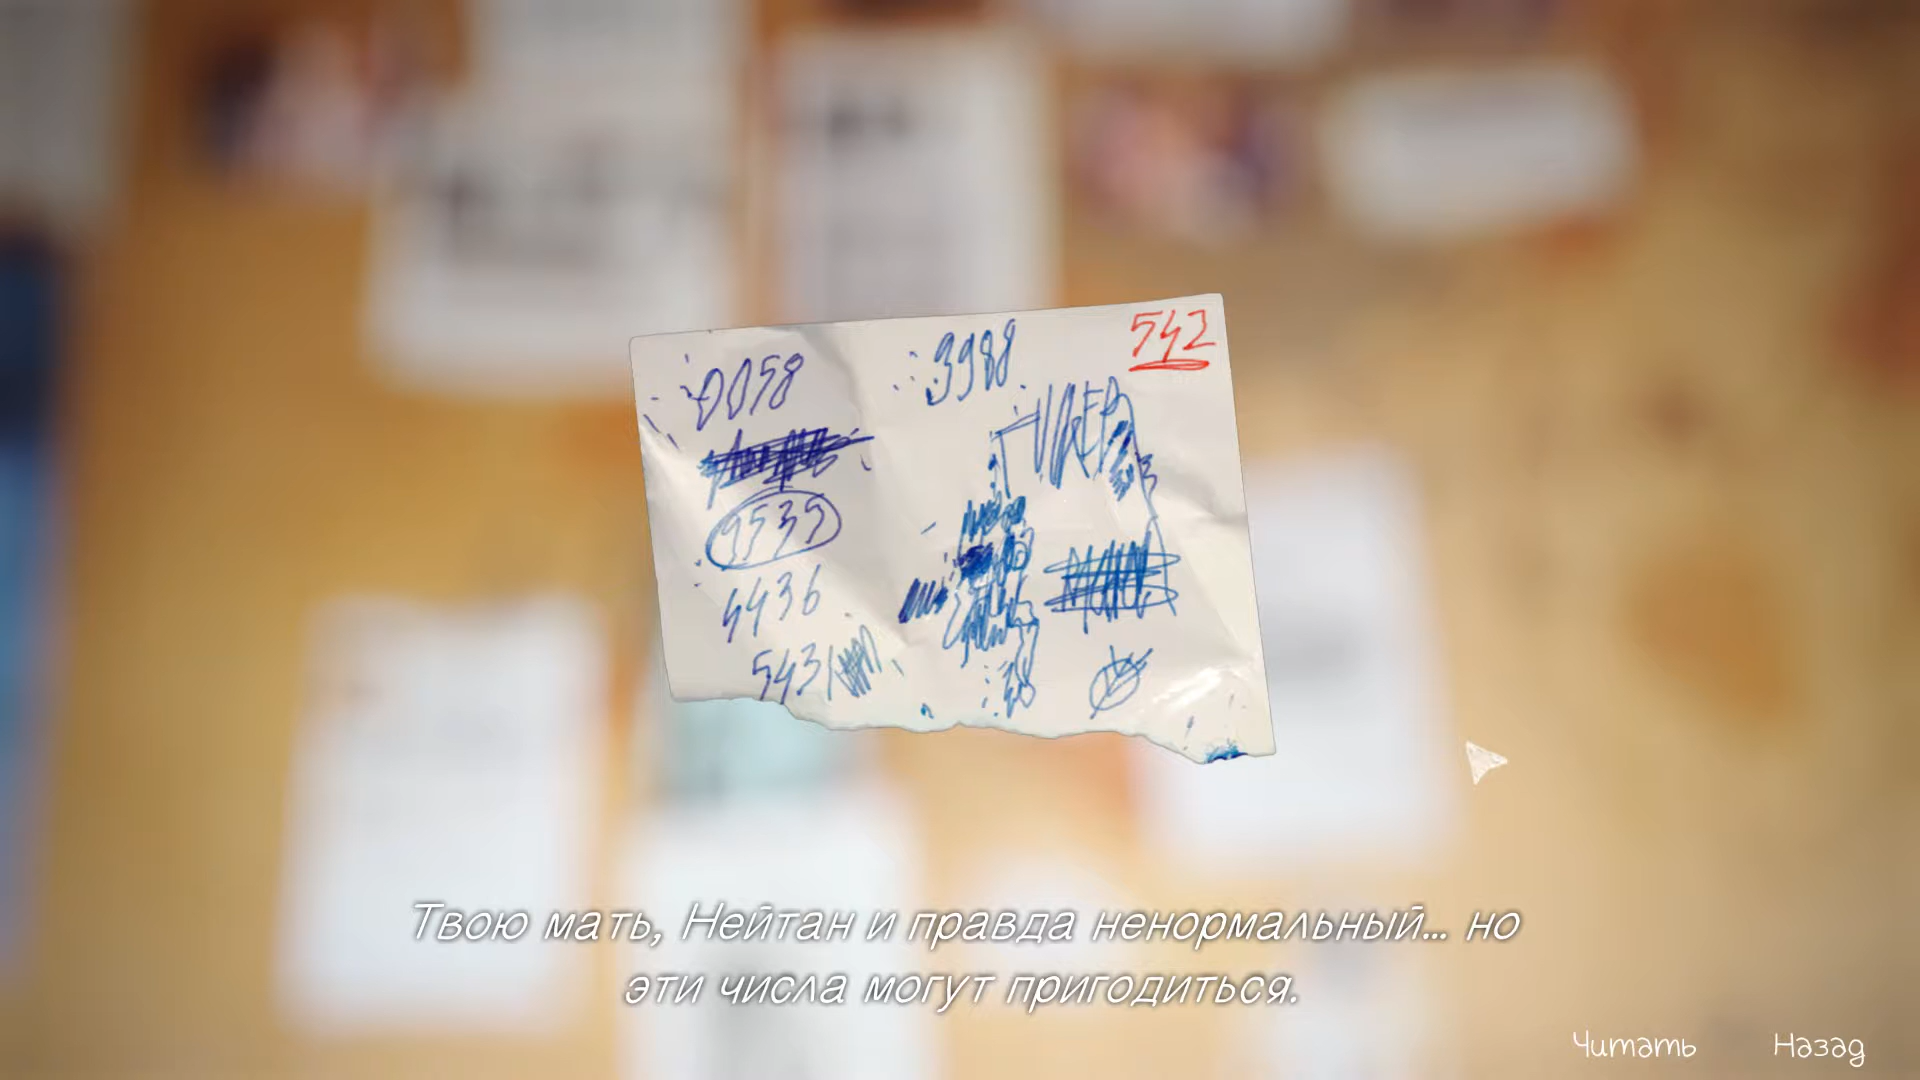 542
3988
0058
9539
5436
543
Твою мать, Нейтан и правда ненормальный... но
эти числа могут пригодиться.
Читать
Назад